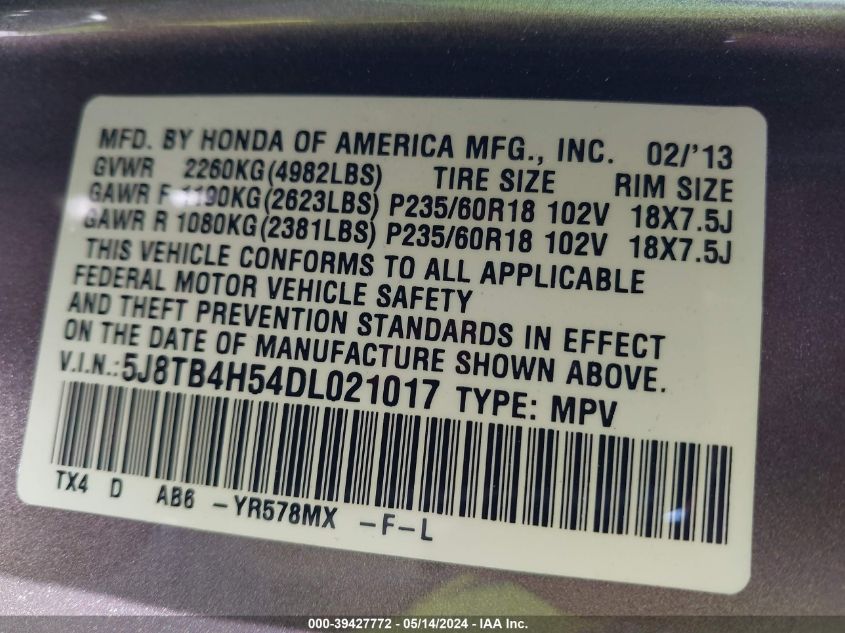 MFD. BY HONDA OF AMERICA MFG., INC. 02/'13
GVWR 2260KG(4982LBS) TIRE SIZE RIM SIZE
GAWR F 1190KG(2623LBS) P235/60R18 102V 18X7.5J
GAWR R 1080KG(2381LBS) P235/60R18 102V 18X7.5J
THIS VEHICLE CONFORMS TO ALL APPLICABLE
FEDERAL MOTOR VEHICLE SAFETY
AND THEFT PREVENTION STANDARDS IN EFFECT
ON THE DATE OF MANUFACTURE SHOWN ABOVE.
V.I.N.:5J8TB4H54DL021017 TYPE: MPV
TX4 D AB6 -YR578MX -F-L
000-39427772 - 05/14/2024 - IAA Inc.